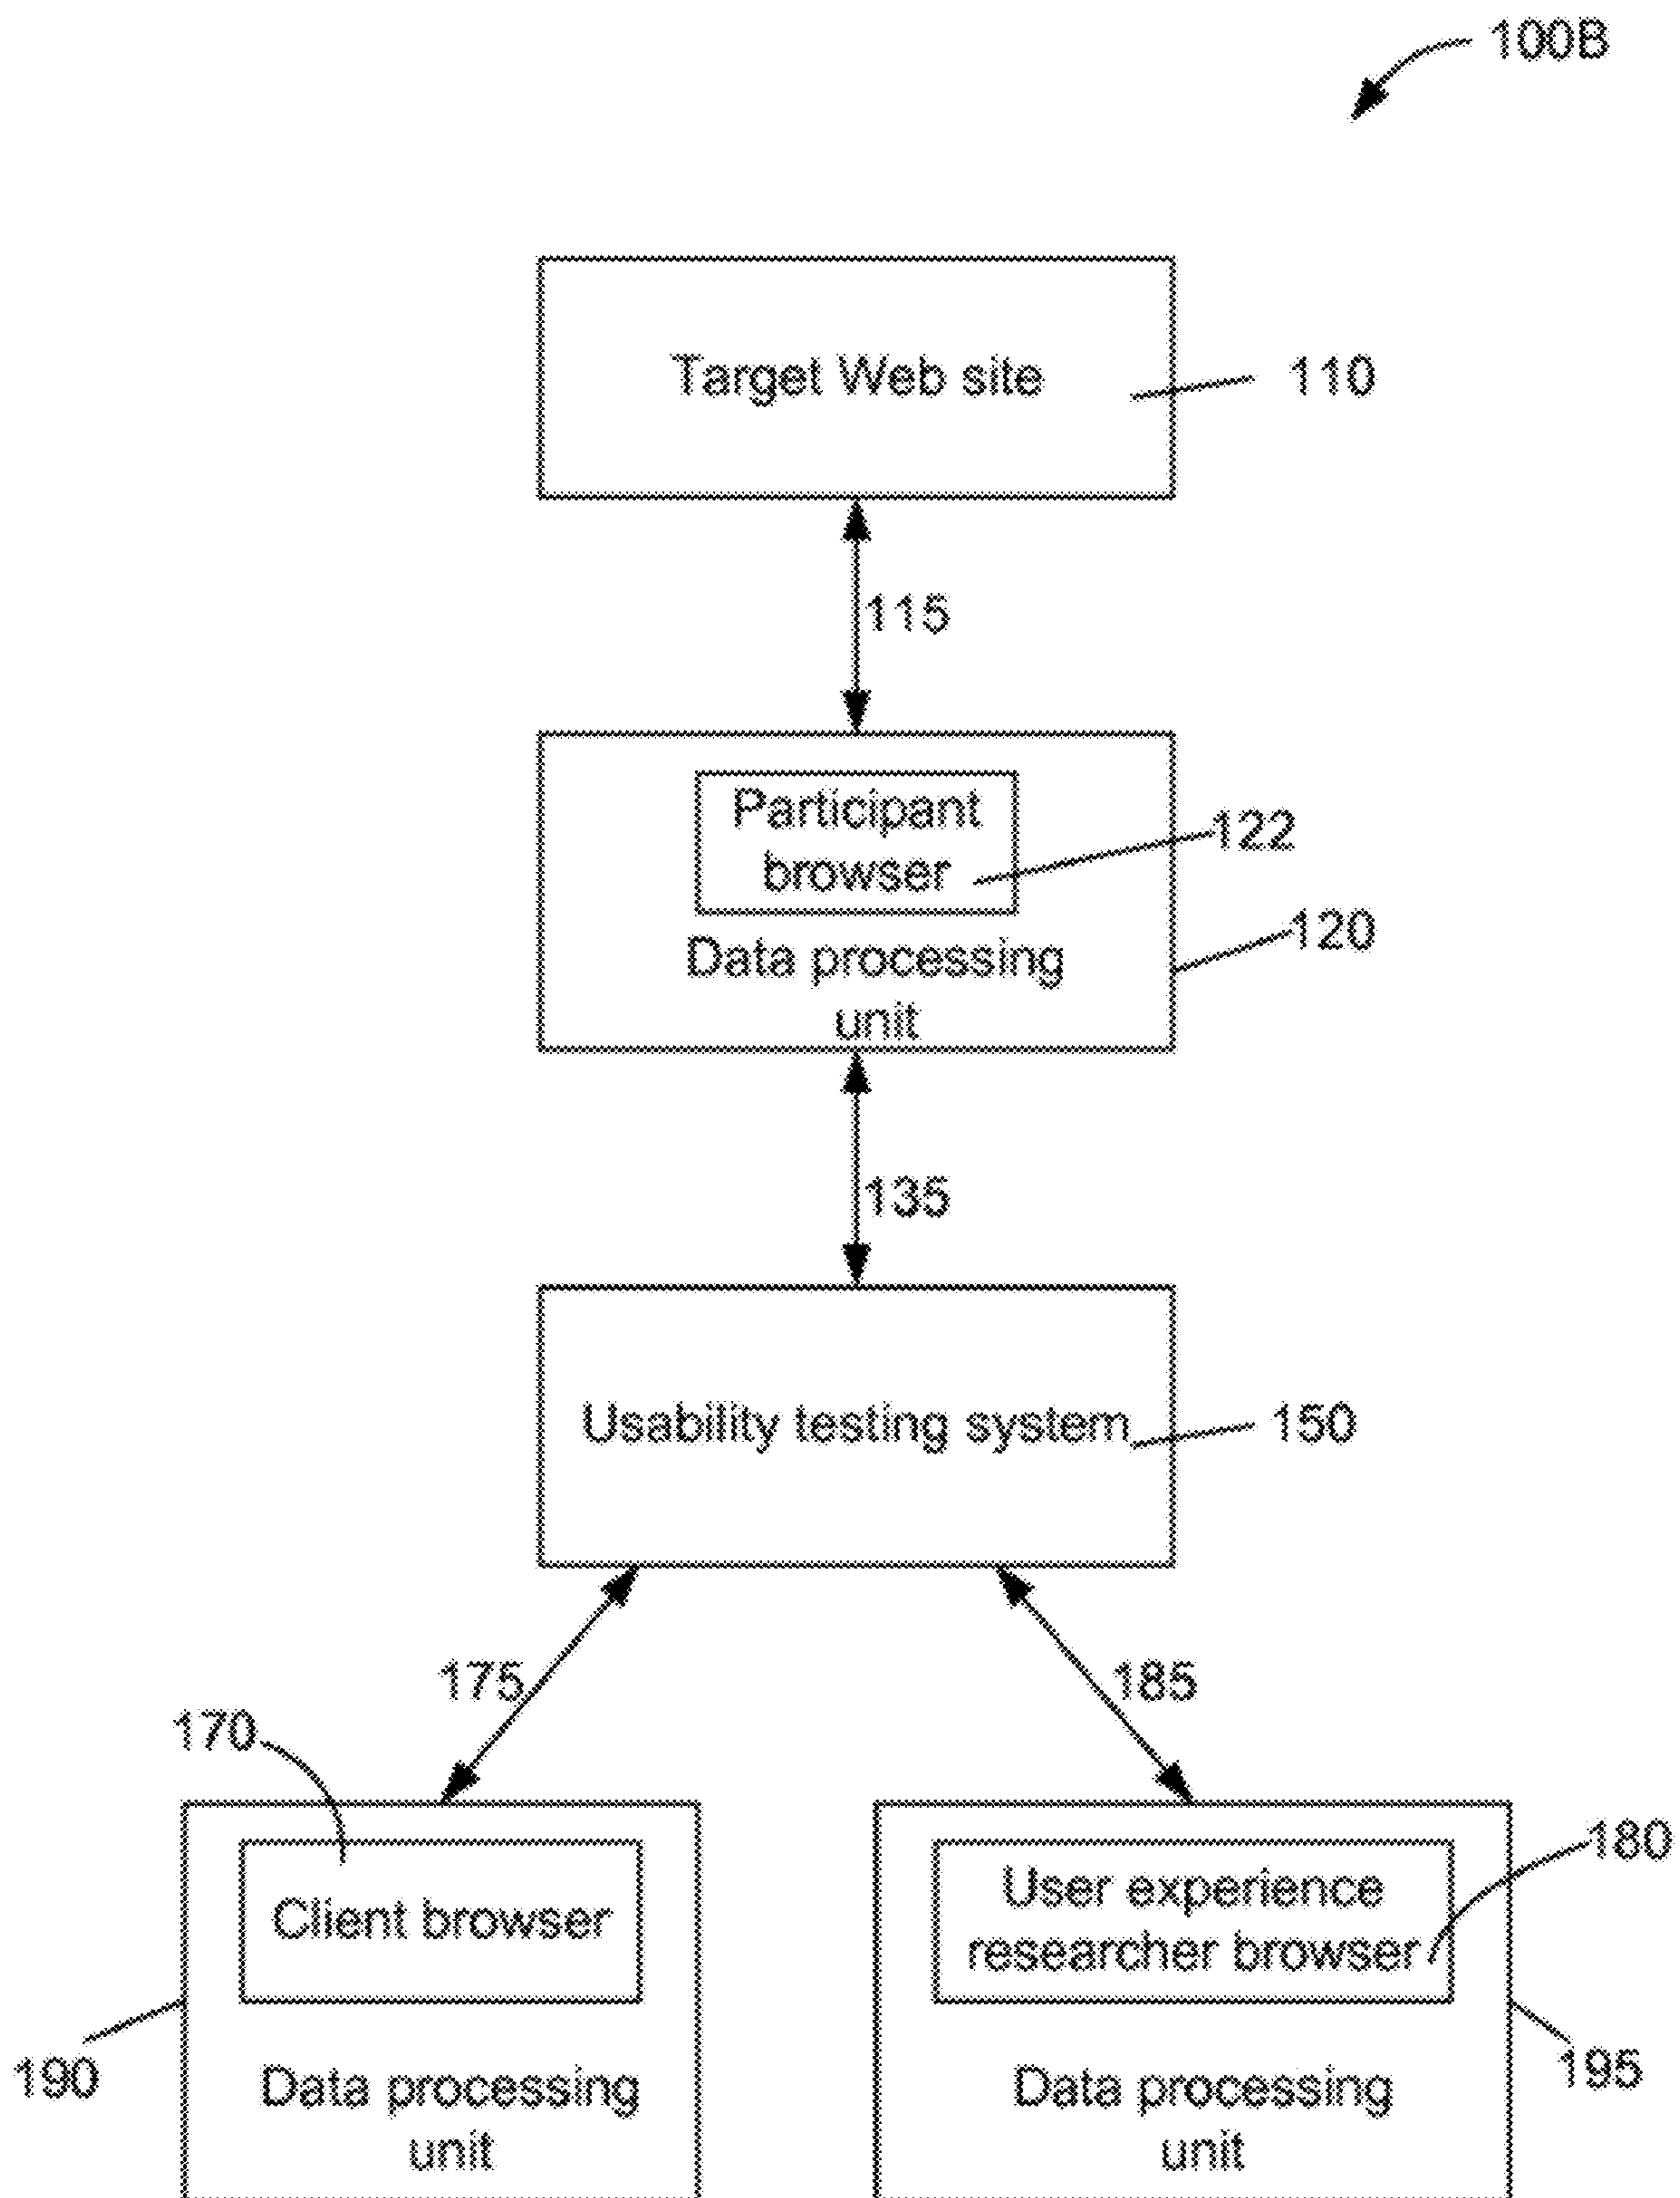 100B
Target Web site
110
115
Participant
browser
122
120
Data processing
unit
135
Usability testing system
150
175
185
170
180
Client browser
User experience
researcher browser
190
195
Data processing
unit
Data processing
unit